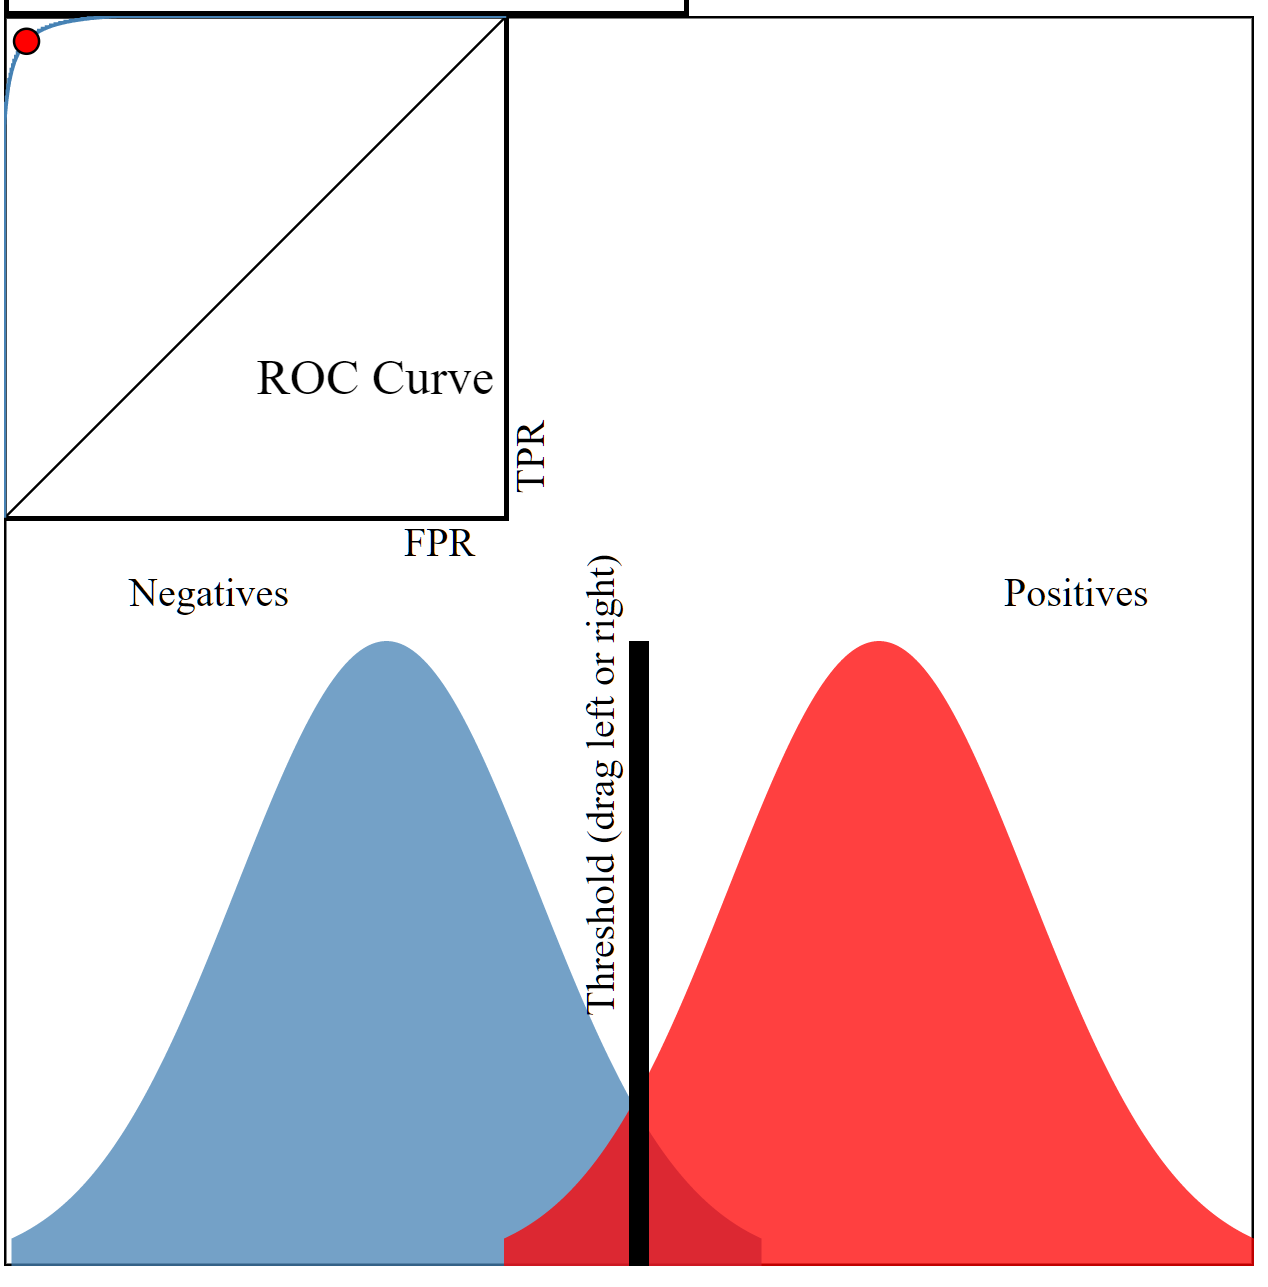 ROC Curve
TPR
FPR
Negatives
Threshold (drag left or right)
Positives